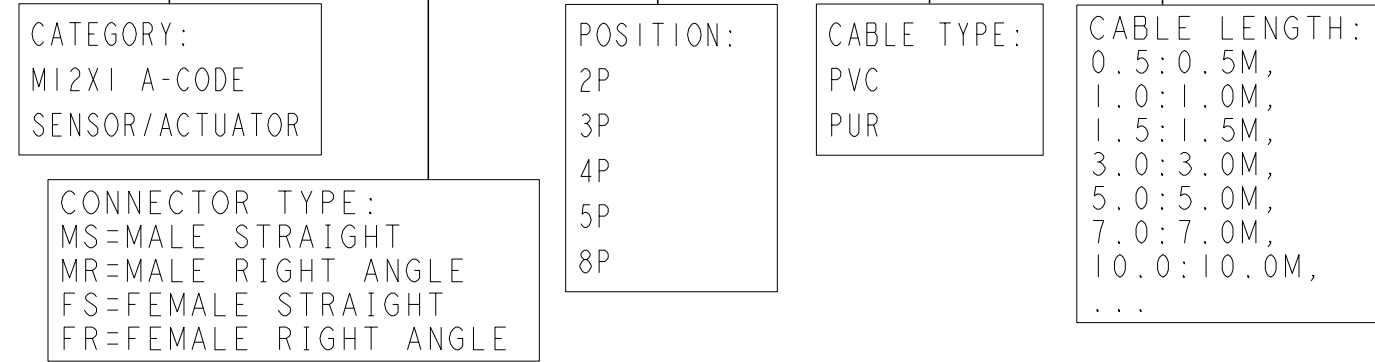 CATEGORY:
M12X1 A-CODE
SENSOR/ACTUATOR
CONNECTOR TYPE:
MS=MALE STRAIGHT
MR=MALE RIGHT ANGLE
FS=FEMALE STRAIGHT
FR=FEMALE RIGHT ANGLE
POSITION:
2P
3P
4P
5P
8P
CABLE TYPE:
PVC
PUR
CABLE LENGTH:
0.5:0.5M,
1.0:1.0M,
1.5:1.5M,
3.0:3.0M,
5.0:5.0M,
7.0:7.0M,
10.0:10.0M,
...